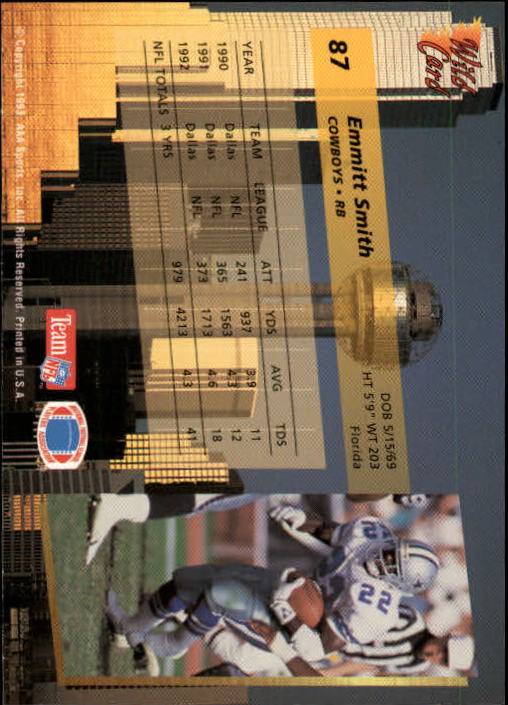 Wild Card
87
Emmitt Smith
COWBOYS • RB
DOB 5/15/69
HT 5'9" WT 203
Florida
YEAR TEAM LEAGUE ATT YDS AVG TDS
1990 Dallas NFL 241 937 3.9 11
1991 Dallas NFL 365 1563 4.3 12
1992 Dallas NFL 373 1713 4.6 18
NFL TOTALS 3 YRS 979 4213 4.3 41
Team NFL
22
22
© Copyright 1993 AAA Sports, Inc. All Rights Reserved. Printed in U.S.A.